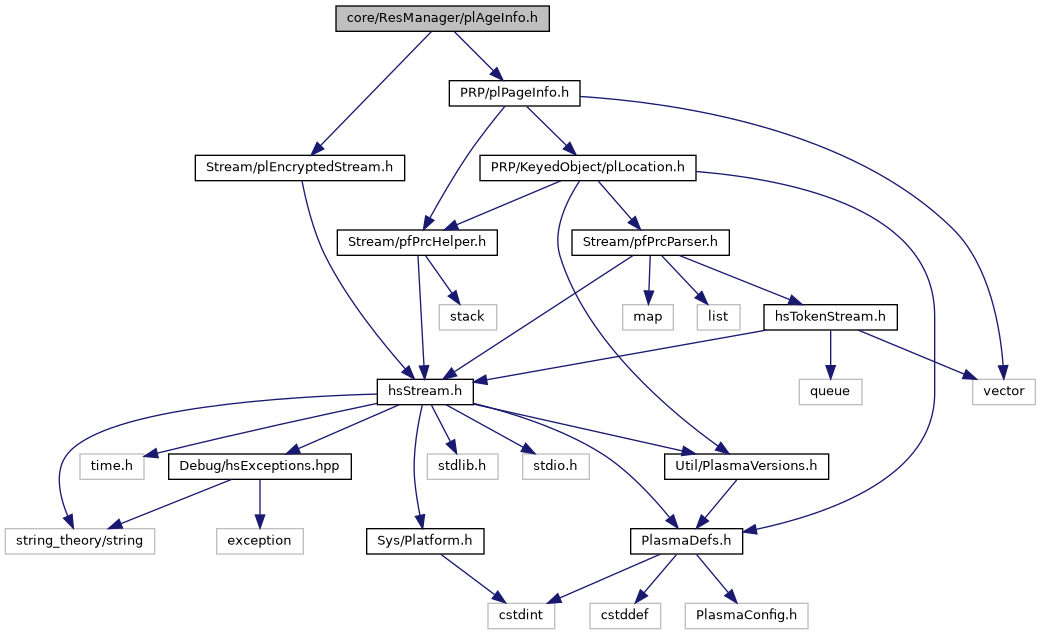 core/ResManager/plAgeInfo.h
PRP/plPageInfo.h
Stream/plEncryptedStream.h
PRP/KeyedObject/plLocation.h
Stream/pfPrcHelper.h
Stream/pfPrcParser.h
stack
map
list
hsTokenStream.h
hsStream.h
queue
vector
time.h
Debug/hsExceptions.hpp
stdlib.h
stdio.h
Util/PlasmaVersions.h
string_theory/string
exception
Sys/Platform.h
PlasmaDefs.h
cstdint
cstddef
PlasmaConfig.h